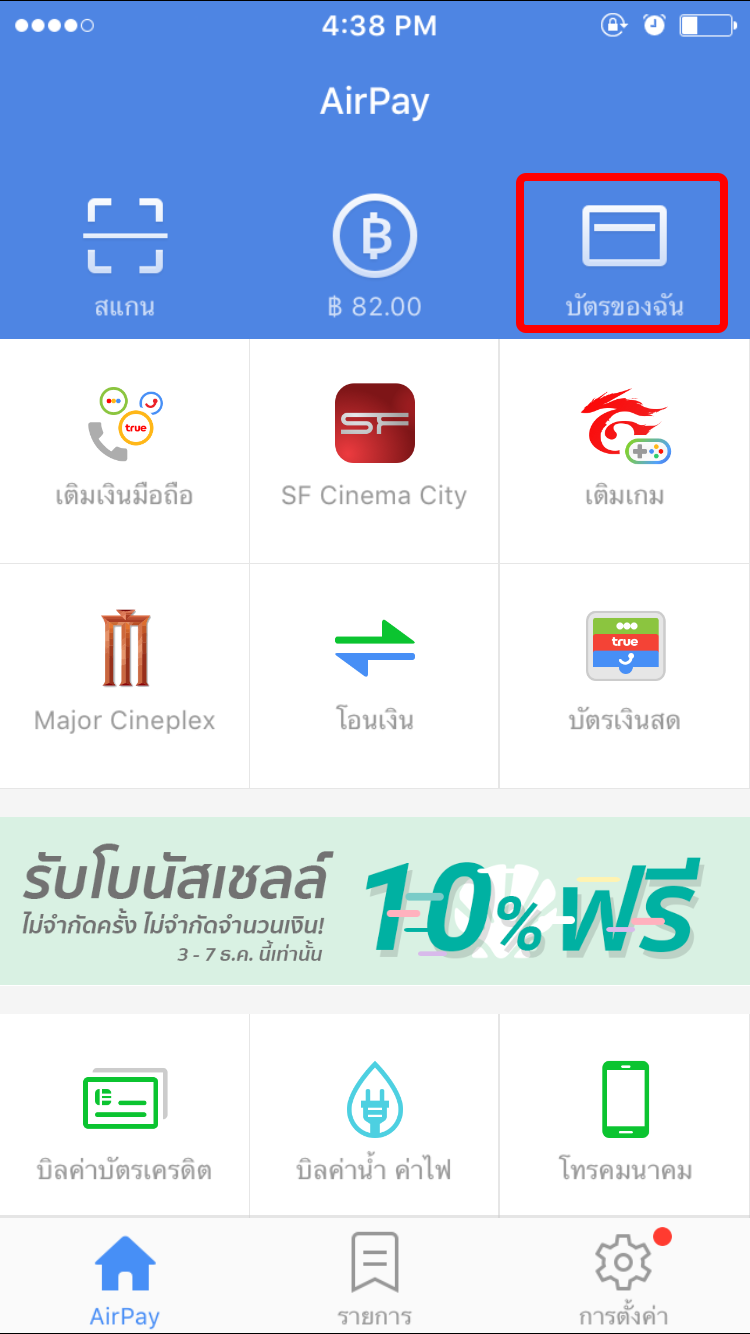 4:38 PM
AirPay
สแกน
฿ 82.00
บัตรของฉัน
true
SF
เติมเงินมือถือ
SF Cinema City
เติมเกม
true
Major Cineplex
โอนเงิน
บัตรเงินสด
รับโบนัสเชลล์
10% ฟรี
ไม่จำกัดครั้ง ไม่จำกัดจำนวนเงิน!
3 - 7 ธ.ค. นี้เท่านั้น
บิลค่าบัตรเครดิต
บิลค่าน้ำ ค่าไฟ
โทรคมนาคม
AirPay
รายการ
การตั้งค่า